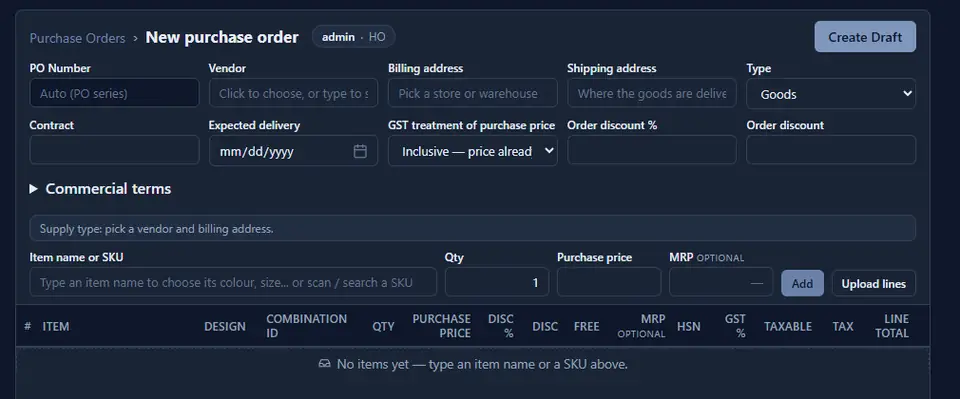 Purchase Orders › New purchase order admin · HO Create Draft
PO Number Vendor Billing address Shipping address Type
Auto (PO series) Click to choose, or type to s Pick a store or warehouse Where the goods are delive Goods
Contract Expected delivery GST treatment of purchase price Order discount % Order discount
mm/dd/yyyy Inclusive — price alread
Commercial terms
Supply type: pick a vendor and billing address.
Item name or SKU Qty Purchase price MRP OPTIONAL
Type an item name to choose its colour, size... or scan / search a SKU 1 — Add Upload lines
# ITEM DESIGN COMBINATION ID QTY PURCHASE PRICE DISC % DISC FREE MRP OPTIONAL HSN GST % TAXABLE TAX LINE TOTAL
No items yet — type an item name or a SKU above.